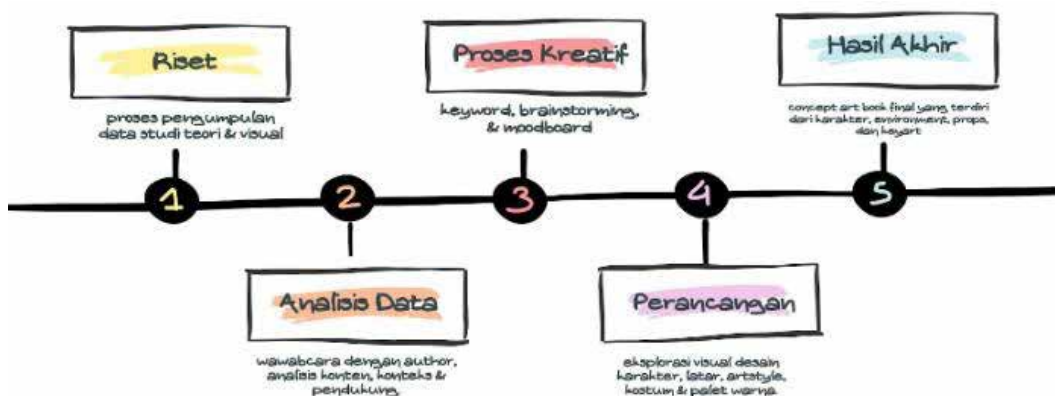 Riset
proses pengumpulan
data studi teori & visual
1
Analisis Data
wawabcara dengan author,
analisis konten, konteks &
pendukung
2
Proses Kreatif
keyword, brainstorming,
& moodboard
3
Perancangan
eksplorasi visual desain
karakter, latar, artstyle,
kostum & palet warna
4
Hasil Akhir
concept art book final yang terdiri
dari karakter, environment, props,
dan keyart
5